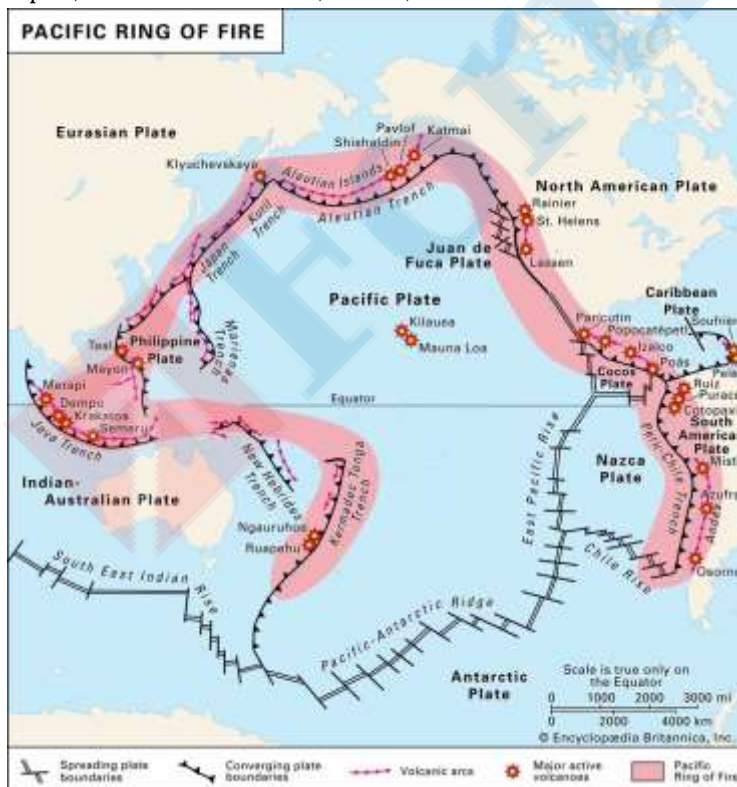 PACIFIC RING OF FIRE
Eurasian Plate
Pavlof
Katmai
Shishaldin
Klyuchevskaya
Aleutian Islands
Aleutian Trench
Kuril
Trench
Japan
Trench
North American Plate
Rainier
St. Helens
Lassen
Juan de
Fuca Plate
Pacific Plate
Kilauea
Mauna Loa
Caribbean
Plate
Paricutin
Popocatépetl
Izalco
Poás
Cocos
Plate
Philippine
Plate
Taal
Mayon
Mariana
Trench
Merapi
Dempo
Krakatoa
Semeru
Java Trench
Equator
Ruiz
Cotopaxi
South
American
Plate
Peru-Chile Trench
Nazca
Plate
Andes
East Pacific Rise
Chile Rise
Indian-
Australian Plate
New Hebrides
Trench
Kermadec Tonga
Trench
Ngauruhoe
Ruapehu
South East Indian
Rise
Pacific-Antarctic Ridge
Antarctic
Plate
Scale is true only on
the Equator
0 1000 2000 3000 mi
0 2000 4000 km
© Encyclopædia Britannica, Inc.
Spreading plate
boundaries
Converging plate
boundaries
Volcanic area
Major active
volcanoes
Pacific
Ring of Fire